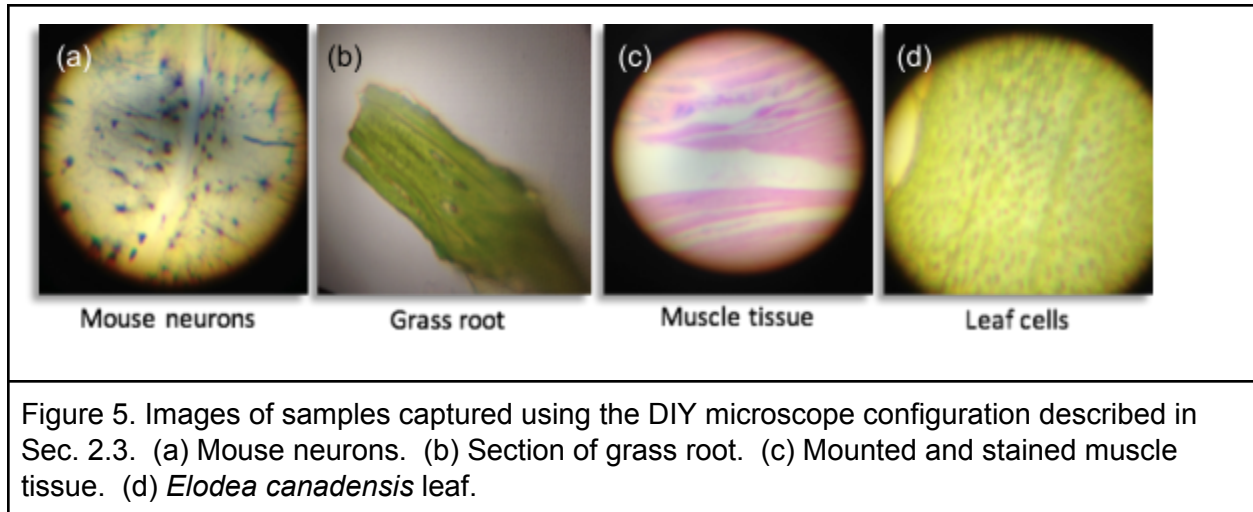 (a)
(b)
(c)
(d)
Mouse neurons
Grass root
Muscle tissue
Leaf cells
Figure 5. Images of samples captured using the DIY microscope configuration described in
Sec. 2.3. (a) Mouse neurons. (b) Section of grass root. (c) Mounted and stained muscle
tissue. (d) Elodea canadensis leaf.